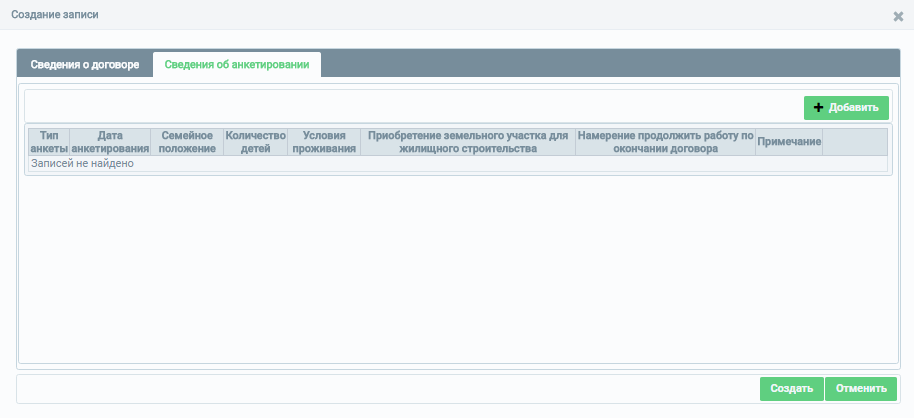 Создание записи
Сведения о договоре
Сведения об анкетировании
Добавить
Тип анкеты
Дата анкетирования
Семейное положение
Количество детей
Условия проживания
Приобретение земельного участка для жилищного строительства
Намерение продолжить работу по окончании договора
Примечание
Записей не найдено
Создать
Отменить